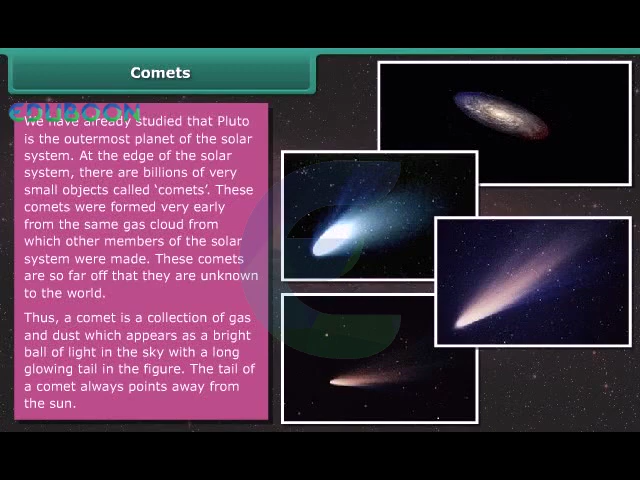 Comets
EDUBOON
We have already studied that Pluto
is the outermost planet of the solar
system. At the edge of the solar
system, there are billions of very
small objects called ‘comets’. These
comets were formed very early
from the same gas cloud from
which other members of the solar
system were made. These comets
are so far off that they are unknown
to the world.
Thus, a comet is a collection of gas
and dust which appears as a bright
ball of light in the sky with a long
glowing tail in the figure. The tail of
a comet always points away from
the sun.